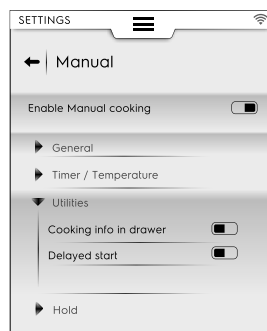 SETTINGS
Manual
Enable Manual cooking
General
Timer / Temperature
Utilities
Cooking info in drawer
Delayed start
Hold